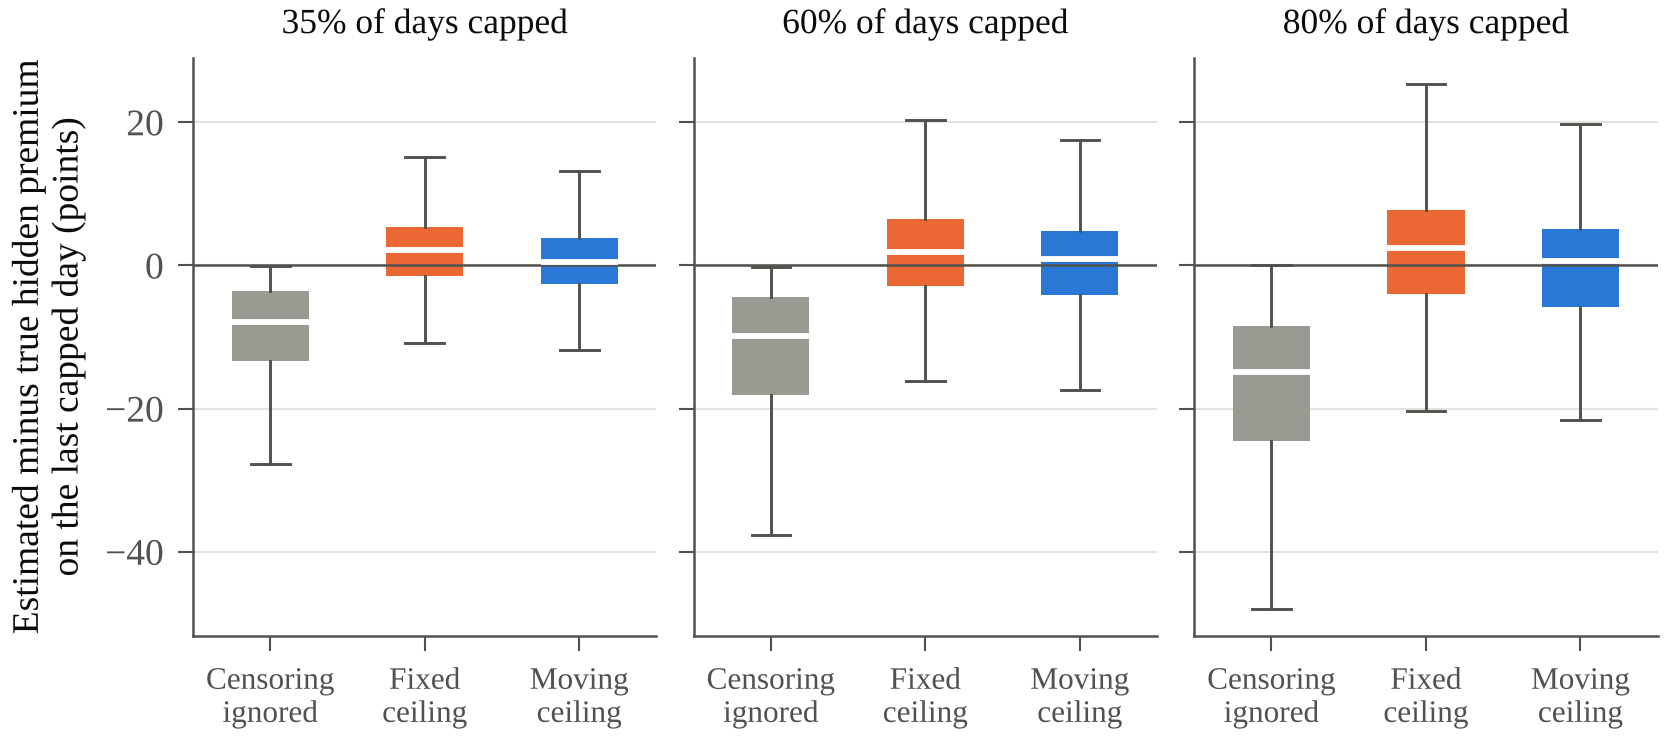 35% of days capped
60% of days capped
80% of days capped
Estimated minus true hidden premium
on the last capped day (points)
20
0
−20
−40
Censoring
ignored
Fixed
ceiling
Moving
ceiling
Censoring
ignored
Fixed
ceiling
Moving
ceiling
Censoring
ignored
Fixed
ceiling
Moving
ceiling